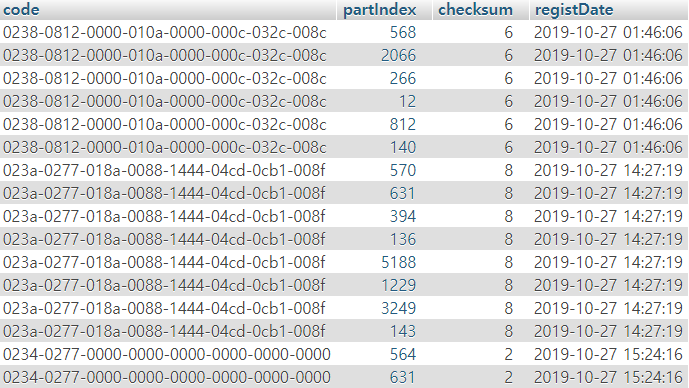 code partIndex checksum registDate
0238-0812-0000-010a-0000-000c-032c-008c 568 6 2019-10-27 01:46:06
0238-0812-0000-010a-0000-000c-032c-008c 2066 6 2019-10-27 01:46:06
0238-0812-0000-010a-0000-000c-032c-008c 266 6 2019-10-27 01:46:06
0238-0812-0000-010a-0000-000c-032c-008c 12 6 2019-10-27 01:46:06
0238-0812-0000-010a-0000-000c-032c-008c 812 6 2019-10-27 01:46:06
0238-0812-0000-010a-0000-000c-032c-008c 140 6 2019-10-27 01:46:06
023a-0277-018a-0088-1444-04cd-0cb1-008f 570 8 2019-10-27 14:27:19
023a-0277-018a-0088-1444-04cd-0cb1-008f 631 8 2019-10-27 14:27:19
023a-0277-018a-0088-1444-04cd-0cb1-008f 394 8 2019-10-27 14:27:19
023a-0277-018a-0088-1444-04cd-0cb1-008f 136 8 2019-10-27 14:27:19
023a-0277-018a-0088-1444-04cd-0cb1-008f 5188 8 2019-10-27 14:27:19
023a-0277-018a-0088-1444-04cd-0cb1-008f 1229 8 2019-10-27 14:27:19
023a-0277-018a-0088-1444-04cd-0cb1-008f 3249 8 2019-10-27 14:27:19
023a-0277-018a-0088-1444-04cd-0cb1-008f 143 8 2019-10-27 14:27:19
0234-0277-0000-0000-0000-0000-0000-0000 564 2 2019-10-27 15:24:16
0234-0277-0000-0000-0000-0000-0000-0000 631 2 2019-10-27 15:24:16